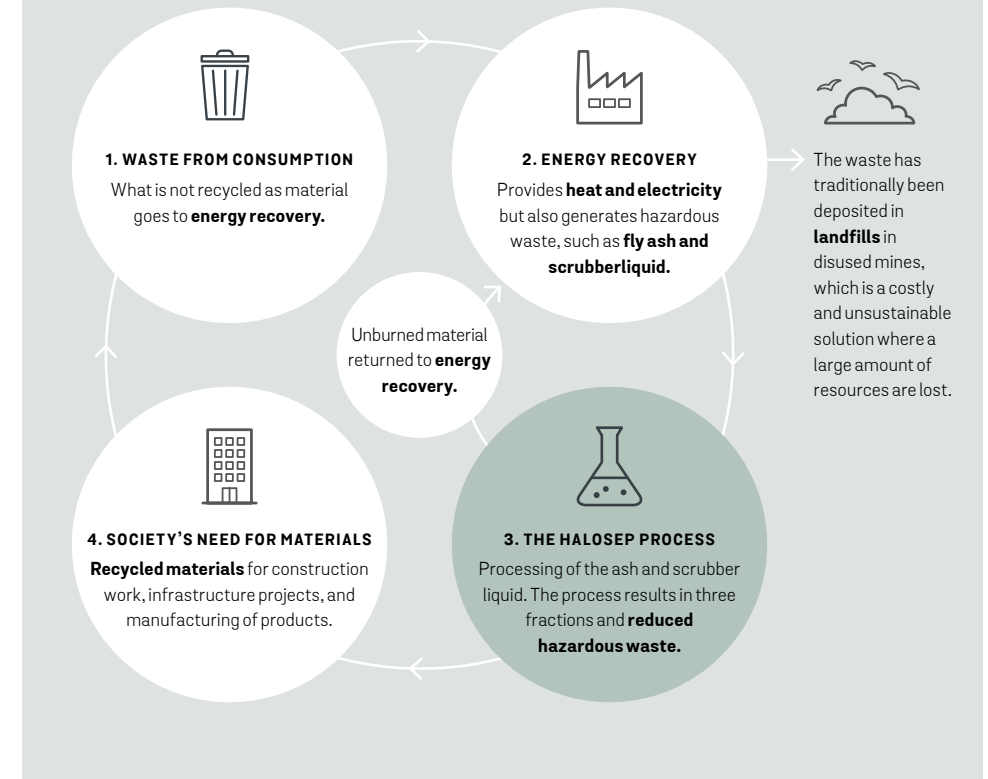 1. WASTE FROM CONSUMPTION
What is not recycled as material
goes to energy recovery.
2. ENERGY RECOVERY
Provides heat and electricity
but also generates hazardous
waste, such as fly ash and
scrubberliquid.
The waste has
traditionally been
deposited in
landfills in
disused mines,
which is a costly
and unsustainable
solution where a
large amount of
resources are lost.
Unburned material
returned to energy
recovery.
3. THE HALOSEP PROCESS
Processing of the ash and scrubber
liquid. The process results in three
fractions and reduced
hazardous waste.
4. SOCIETY’S NEED FOR MATERIALS
Recycled materials for construction
work, infrastructure projects, and
manufacturing of products.